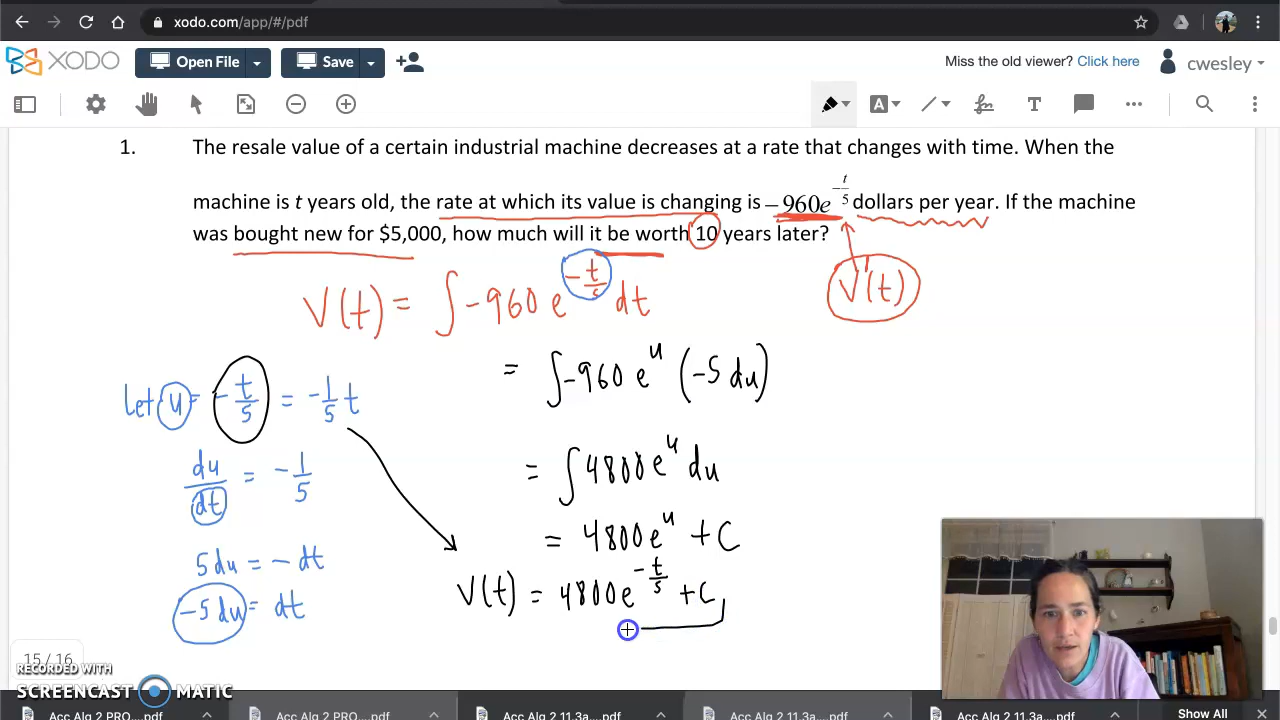 xodo.com/app/#/pdf
XODO
Open File
Save
Miss the old viewer? Click here
cwesley
A
T
1. The resale value of a certain industrial machine decreases at a rate that changes with time. When the
machine is t years old, the rate at which its value is changing is −960e^(−t/5) dollars per year. If the machine
was bought new for $5,000, how much will it be worth 10 years later?
V(t) = ∫ -960 e^(-t/5) dt
V'(t)
= ∫ -960 e^u (-5 du)
let u = -t/5 = -1/5 t
= ∫ 4800 e^u du
du/dt = -1/5
= 4800 e^u + C
5 du = - dt
V(t) = 4800 e^(-t/5) + C
-5 du = dt
15 / 16
RECORDED WITH
SCREENCAST MATIC
Acc Alg 2 PRO....pdf
Acc Alg 2 PRO....pdf
Acc Alg 2 11.3a....pdf
Acc Alg 2 11.3a....pdf
Acc Alg 2 11.3a....pdf
Show All